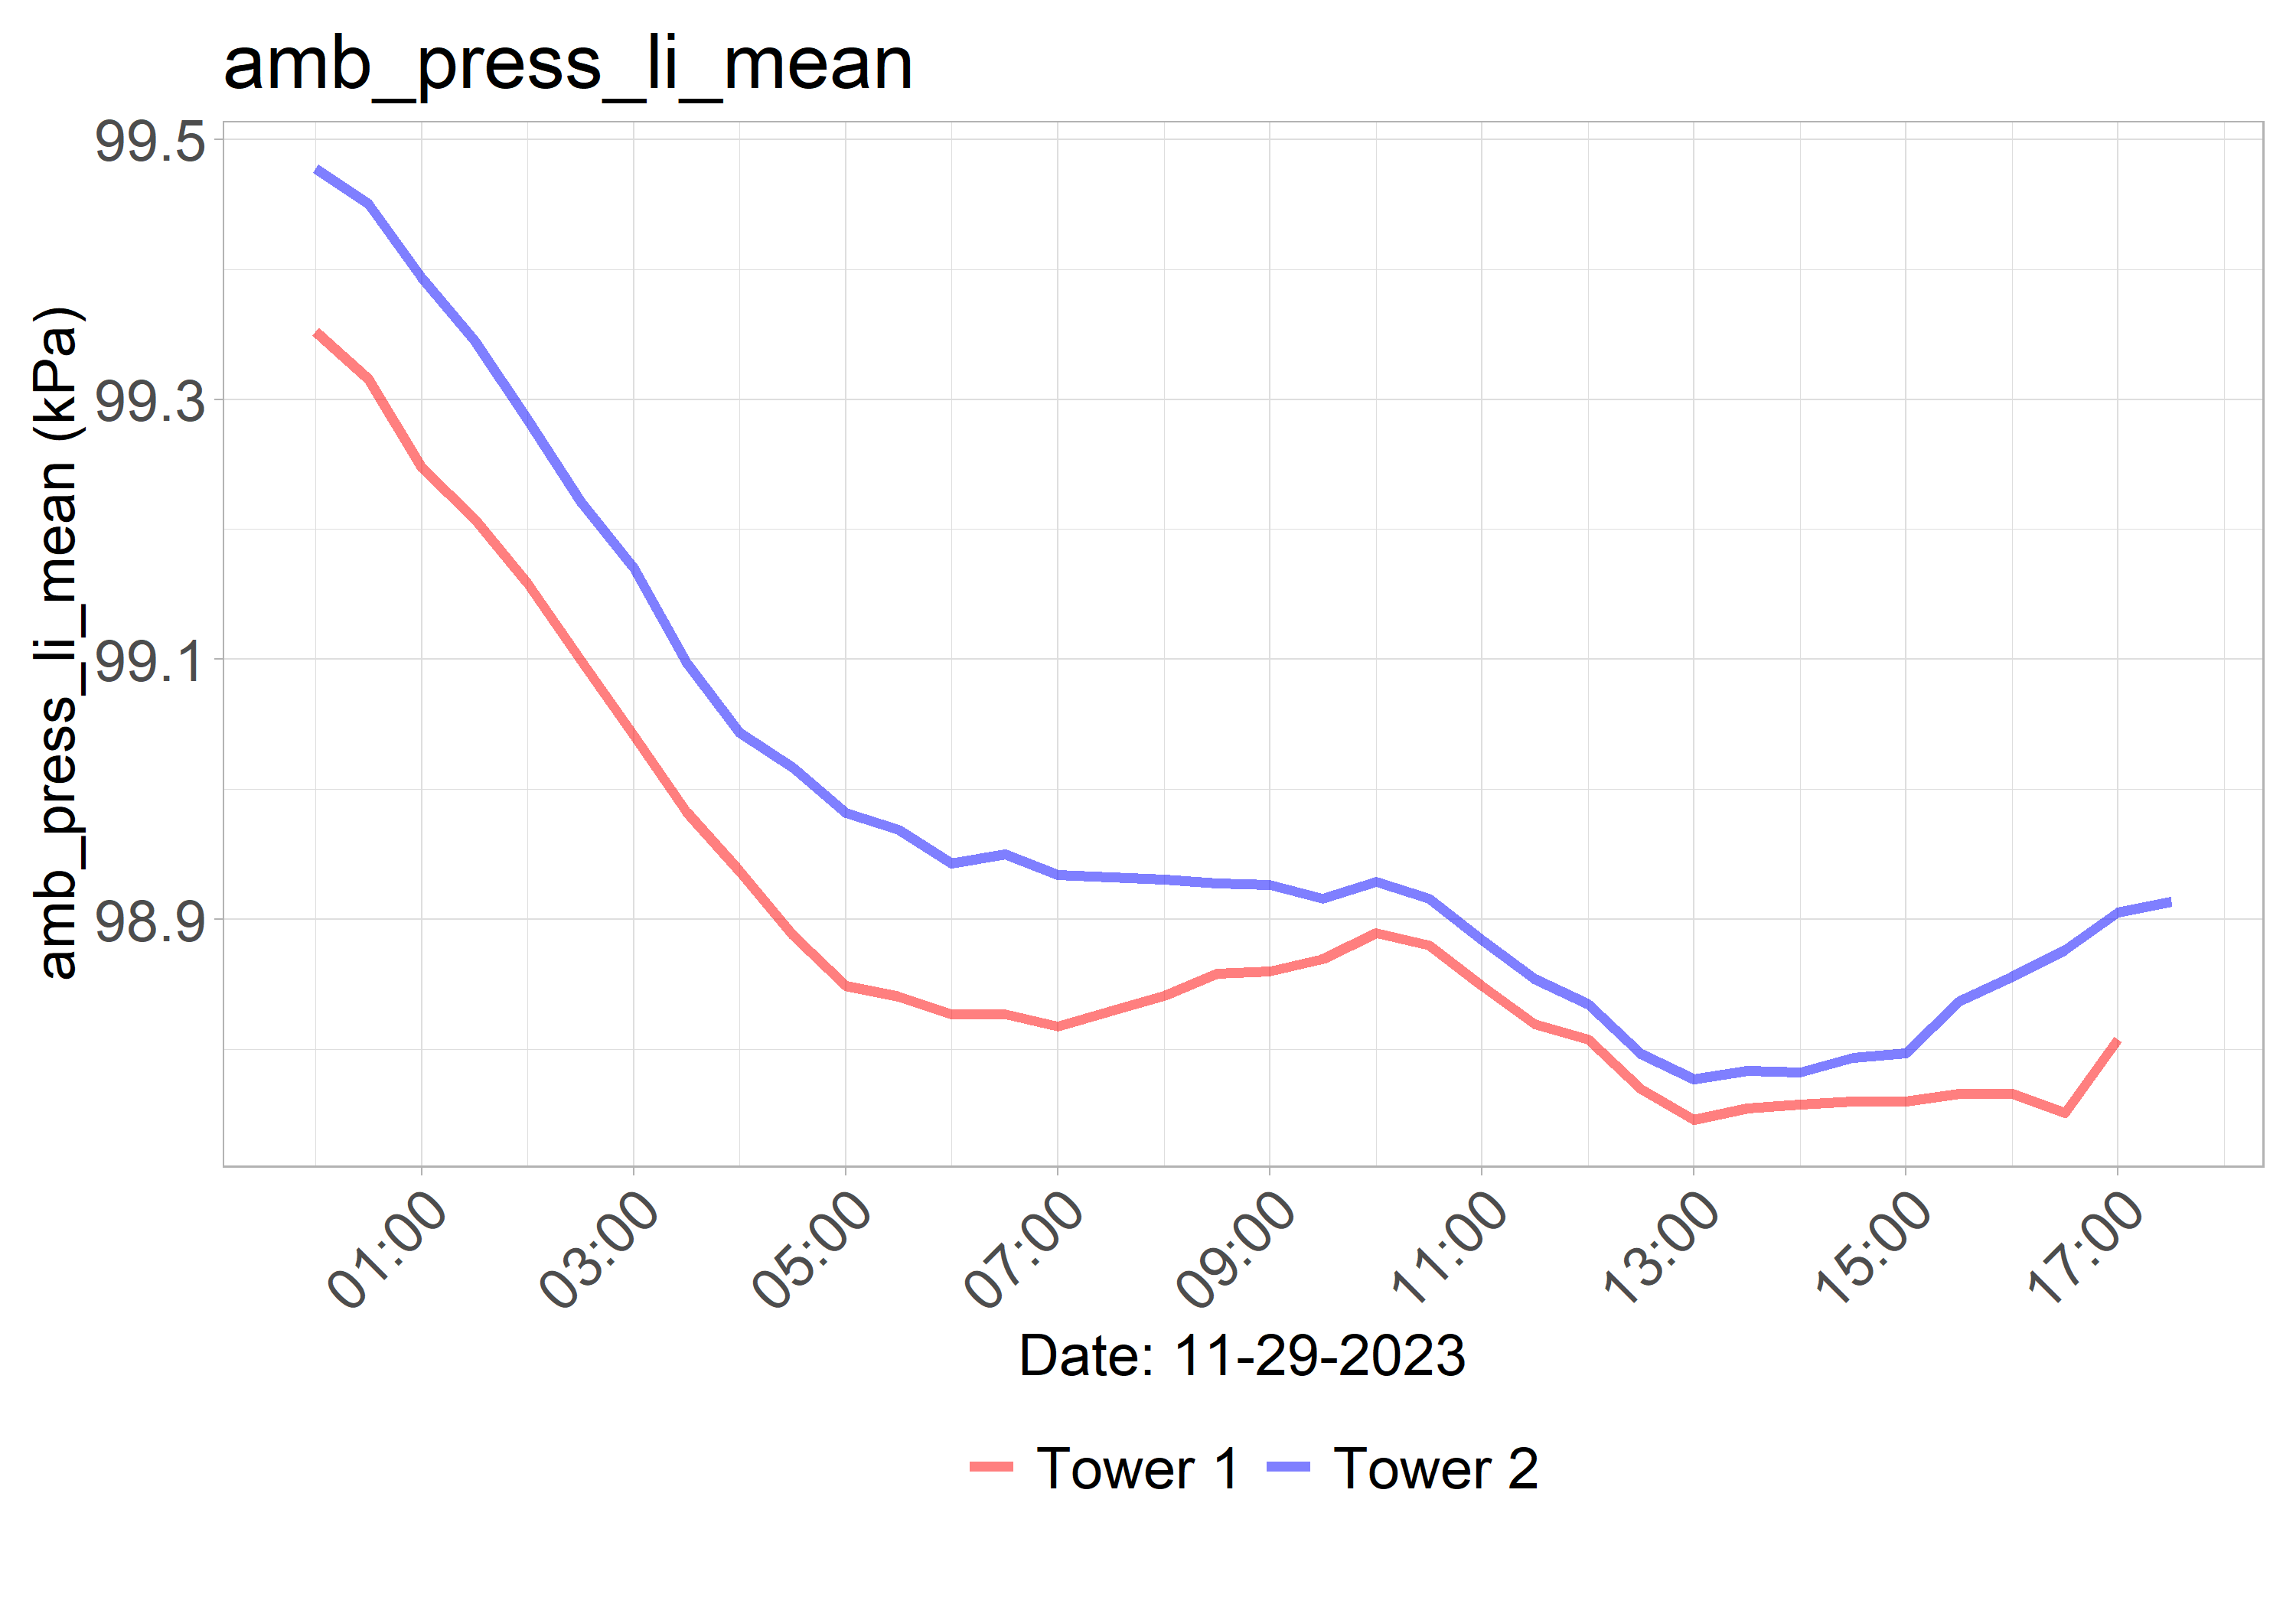 amb_press_li_mean
amb_press_li_mean (kPa)
99.5
99.3
99.1
98.9
01:00
03:00
05:00
07:00
09:00
11:00
13:00
15:00
17:00
Date: 11-29-2023
Tower 1
Tower 2